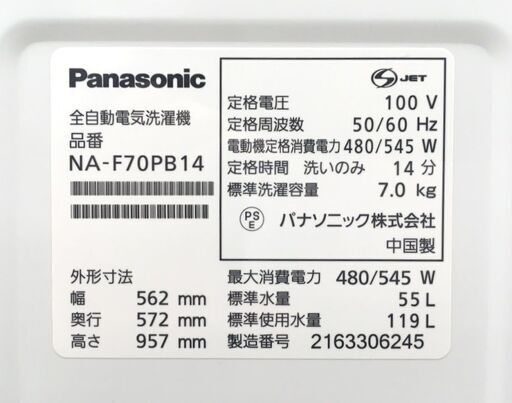 Panasonic
全自動電気洗濯機
品番
NA-F70PB14
外形寸法
幅 562 mm
奥行 572 mm
高さ 957 mm
S JET
定格電圧 100 V
定格周波数 50/60 Hz
電動機定格消費電力 480/545 W
定格時間 洗いのみ 14 分
標準洗濯容量 7.0 kg
PS
E
パナソニック株式会社
中国製
最大消費電力 480/545 W
標準水量 55 L
標準使用水量 119 L
製造番号 2163306245